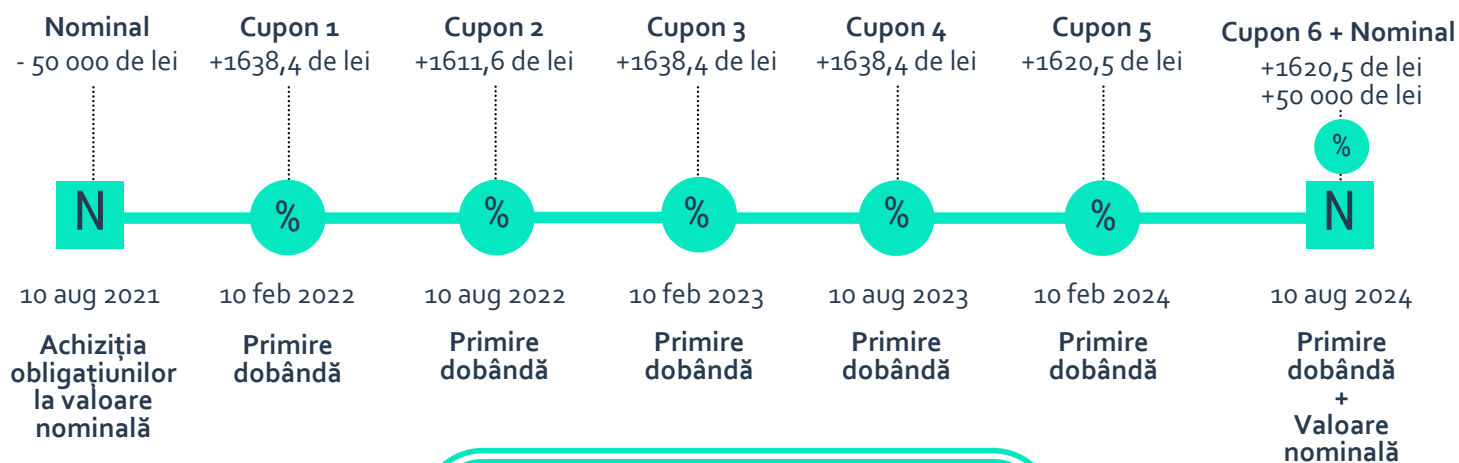 Nominal
- 50 000 de lei
Cupon 1
+1638,4 de lei
Cupon 2
+1611,6 de lei
Cupon 3
+1638,4 de lei
Cupon 4
+1638,4 de lei
Cupon 5
+1620,5 de lei
Cupon 6 + Nominal
+1620,5 de lei
+50 000 de lei
%
N
%
%
%
%
%
N
10 aug 2021
10 feb 2022
10 aug 2022
10 feb 2023
10 aug 2023
10 feb 2024
10 aug 2024
Achiziția
obligațiunilor
la valoare
nominală
Primire
dobândă
Primire
dobândă
Primire
dobândă
Primire
dobândă
Primire
dobândă
Primire
dobândă
+
Valoare
nominală